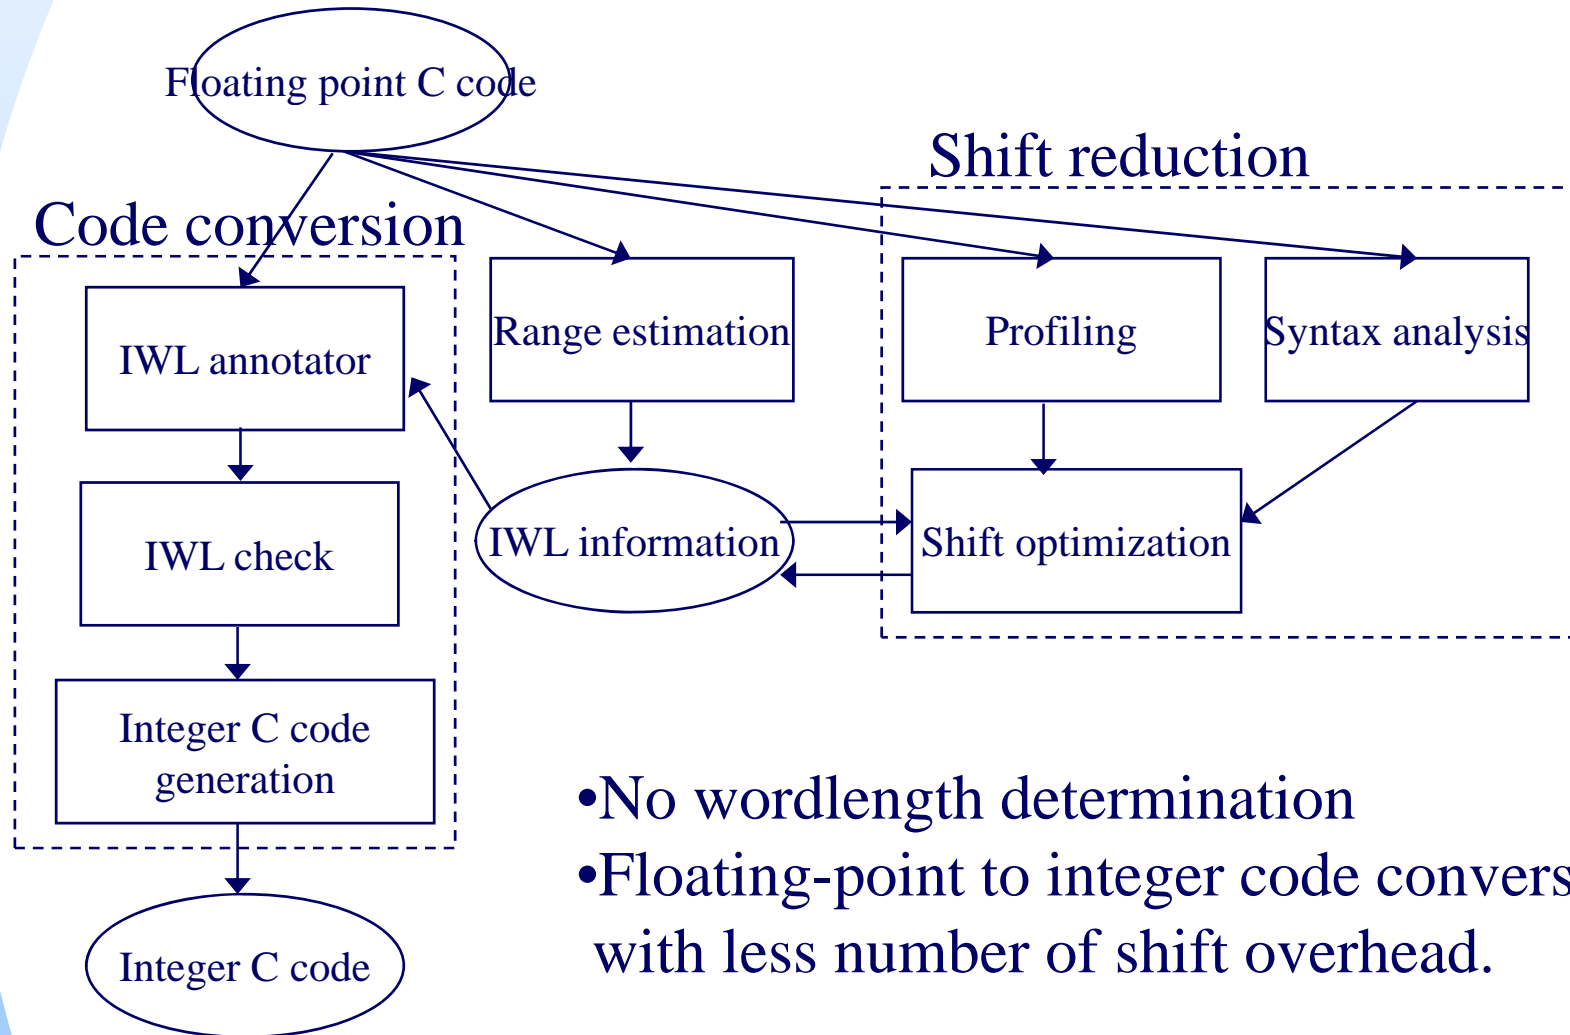 Floating point C code
Shift reduction
Code conversion
IWL annotator
Range estimation
Profiling
Syntax analysis
IWL check
IWL information
Shift optimization
Integer C code
generation
•No wordlength determination
•Floating-point to integer code convers
with less number of shift overhead.
Integer C code